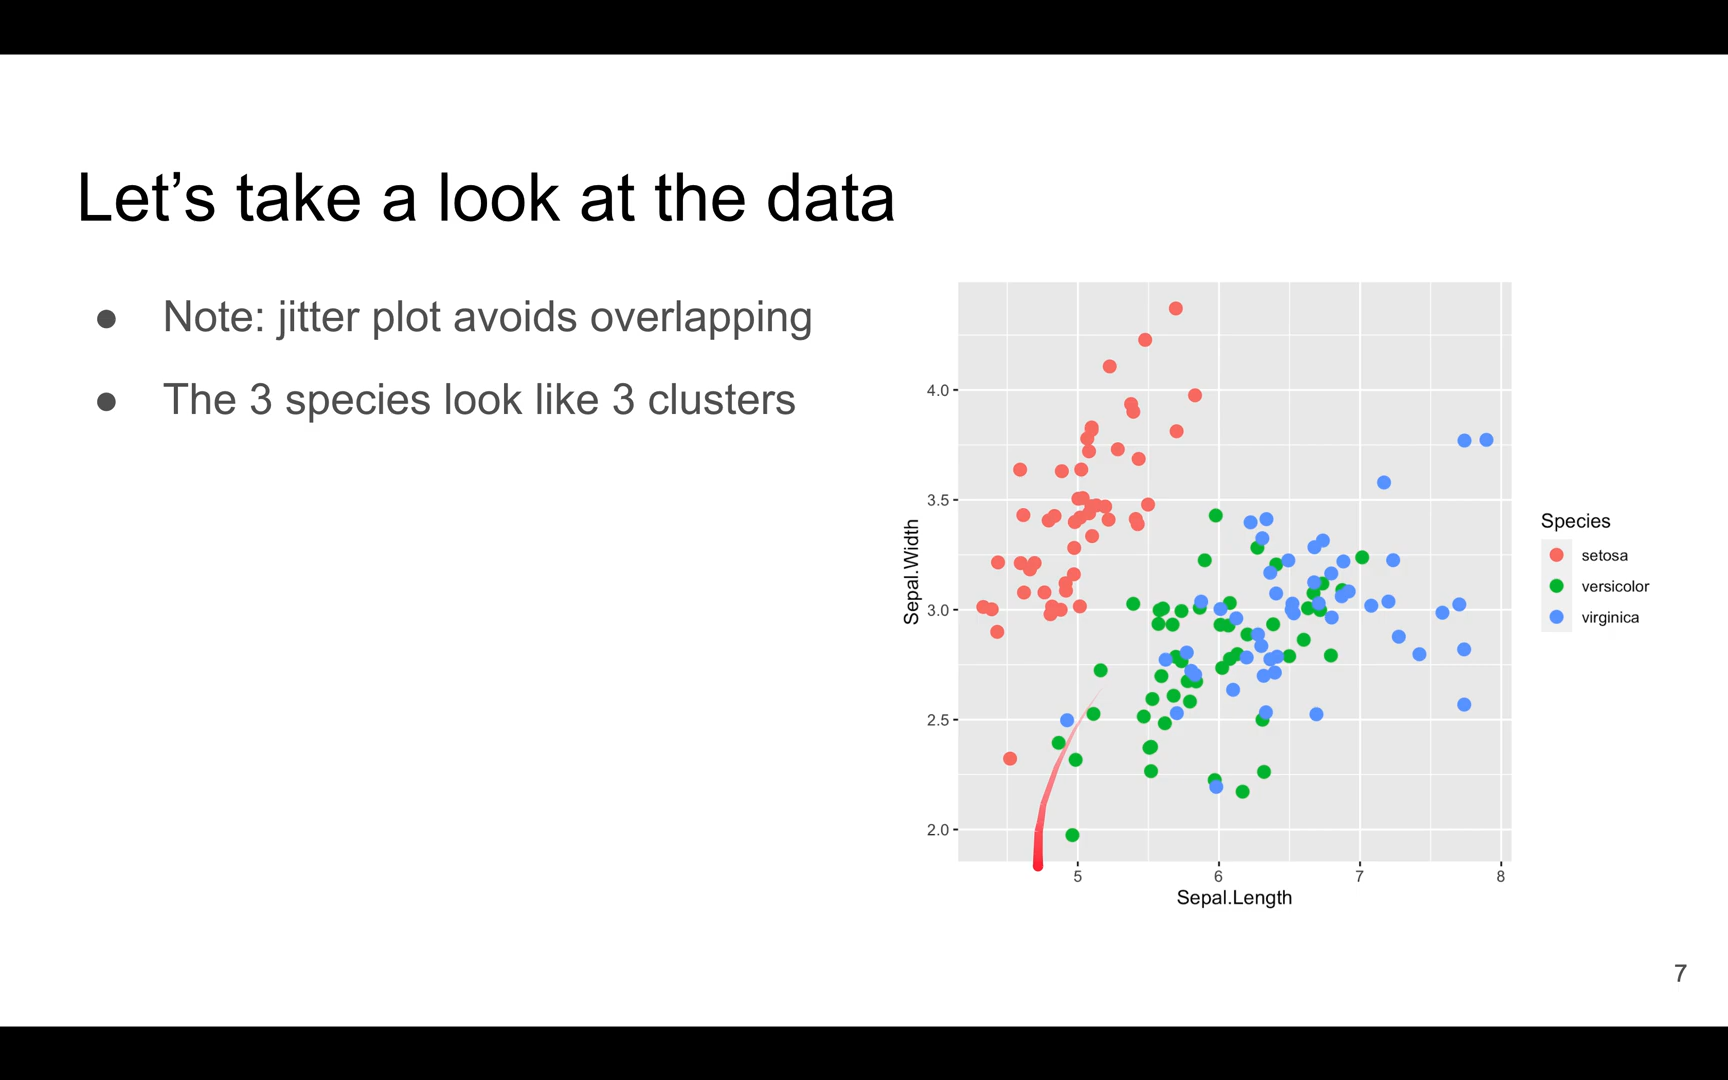 Let’s take a look at the data
● Note: jitter plot avoids overlapping
● The 3 species look like 3 clusters
4.0
3.5
3.0
2.5
2.0
Sepal.Width
5 6 7 8
Sepal.Length
Species
setosa
versicolor
virginica
7